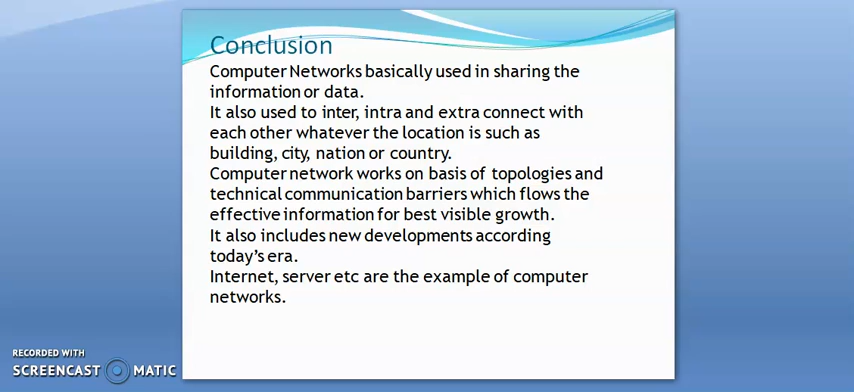 Conclusion
Computer Networks basically used in sharing the
information or data.
It also used to inter, intra and extra connect with
each other whatever the location is such as
building, city, nation or country.
Computer network works on basis of topologies and
technical communication barriers which flows the
effective information for best visible growth.
It also includes new developments according
today's era.
Internet, server etc are the example of computer
networks.
RECORDED WITH
SCREENCAST MATIC